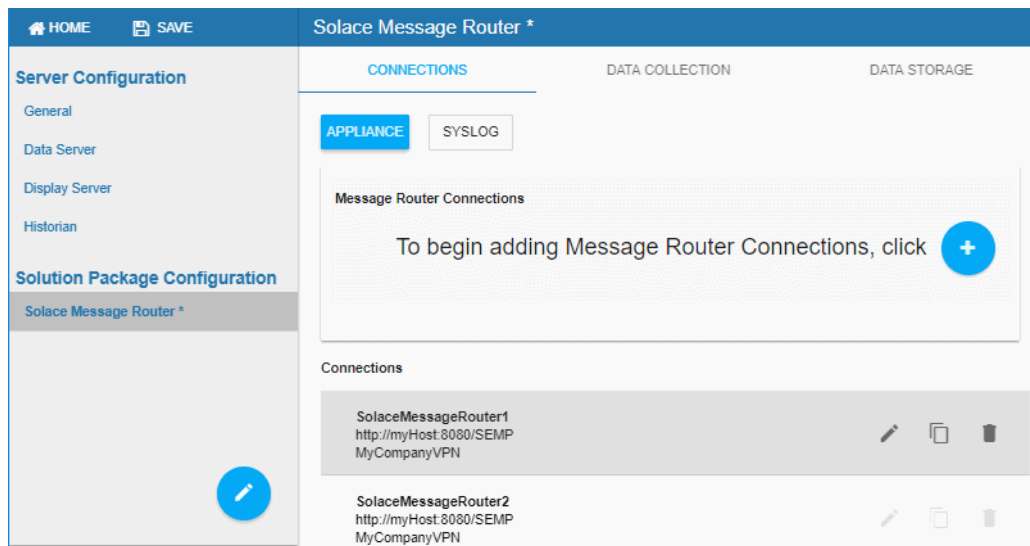 HOME
SAVE
Solace Message Router *
Server Configuration
General
Data Server
Display Server
Historian
Solution Package Configuration
Solace Message Router *
CONNECTIONS
DATA COLLECTION
DATA STORAGE
APPLIANCE
SYSLOG
Message Router Connections
To begin adding Message Router Connections, click
Connections
SolaceMessageRouter1
http://myHost:8080/SEMP
MyCompanyVPN
SolaceMessageRouter2
http://myHost:8080/SEMP
MyCompanyVPN